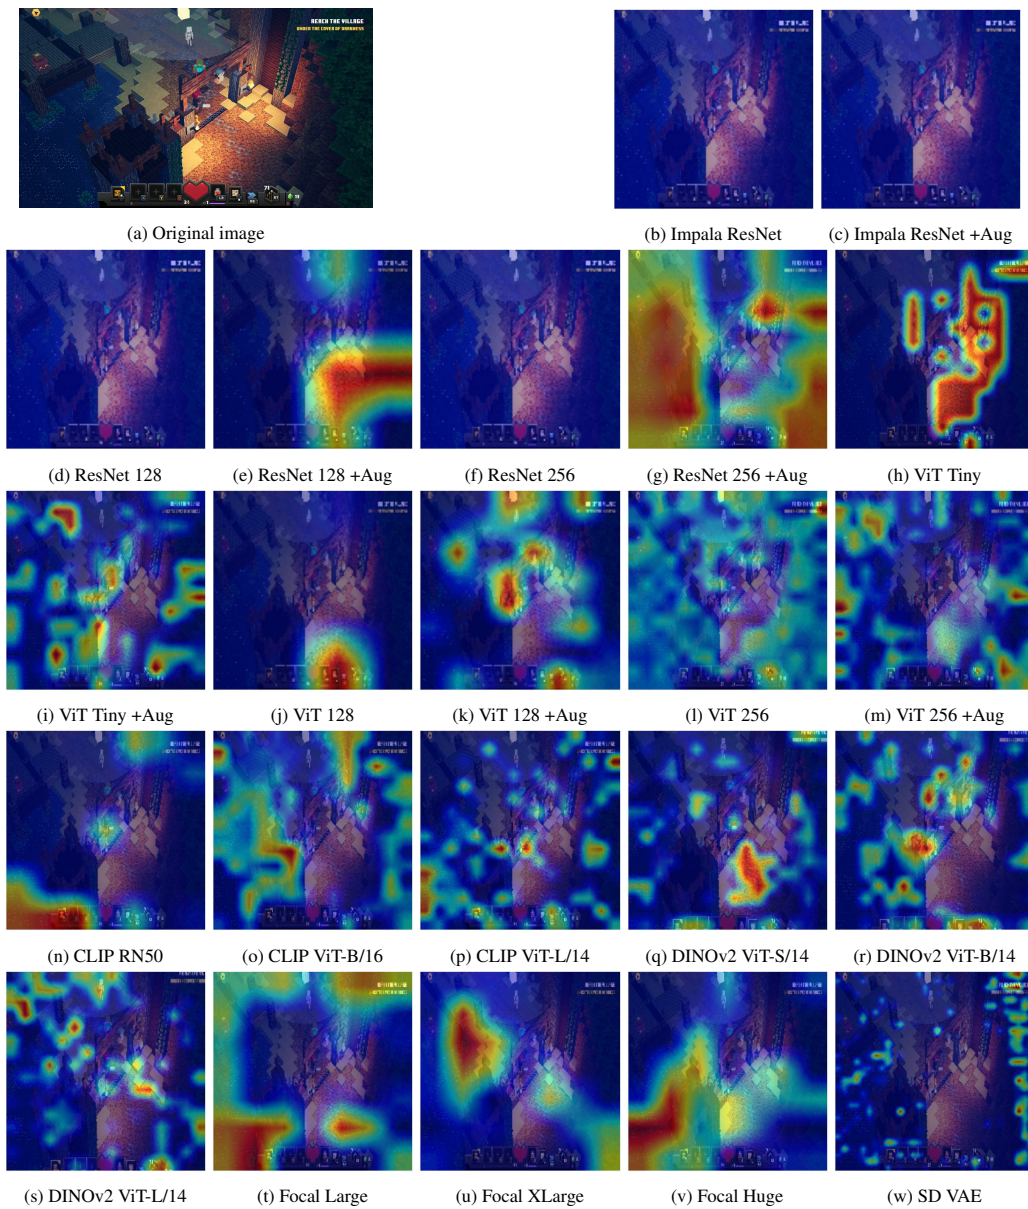 REACH THE VILLAGE
UNDER THE COVER OF DARKNESS
(a) Original image
(b) Impala ResNet
(c) Impala ResNet +Aug
(d) ResNet 128
(e) ResNet 128 +Aug
(f) ResNet 256
(g) ResNet 256 +Aug
(h) ViT Tiny
(i) ViT Tiny +Aug
(j) ViT 128
(k) ViT 128 +Aug
(l) ViT 256
(m) ViT 256 +Aug
(n) CLIP RN50
(o) CLIP ViT-B/16
(p) CLIP ViT-L/14
(q) DINOv2 ViT-S/14
(r) DINOv2 ViT-B/14
(s) DINOv2 ViT-L/14
(t) Focal Large
(u) Focal XLarge
(v) Focal Huge
(w) SD VAE